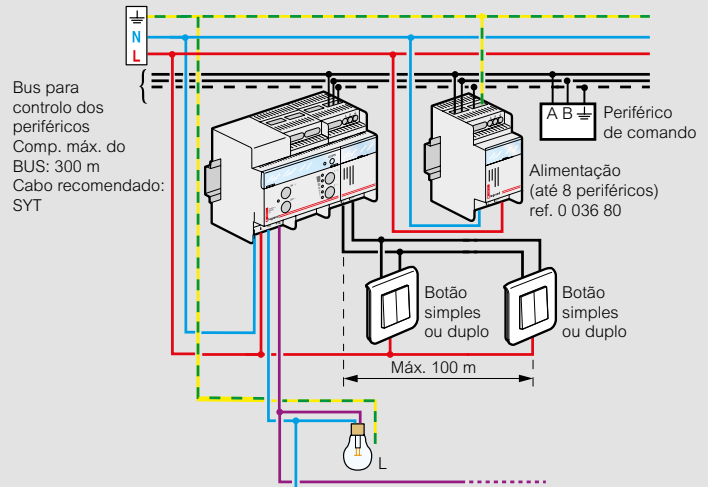 N
L
Bus para
controlo dos
periféricos
Comp. máx. do
BUS: 300 m
Cabo recomendado:
SYT
A B
Periférico
de comando
Alimentação
(até 8 periféricos)
ref. 0 036 80
Botão
simples
ou duplo
Botão
simples
ou duplo
Máx. 100 m
L